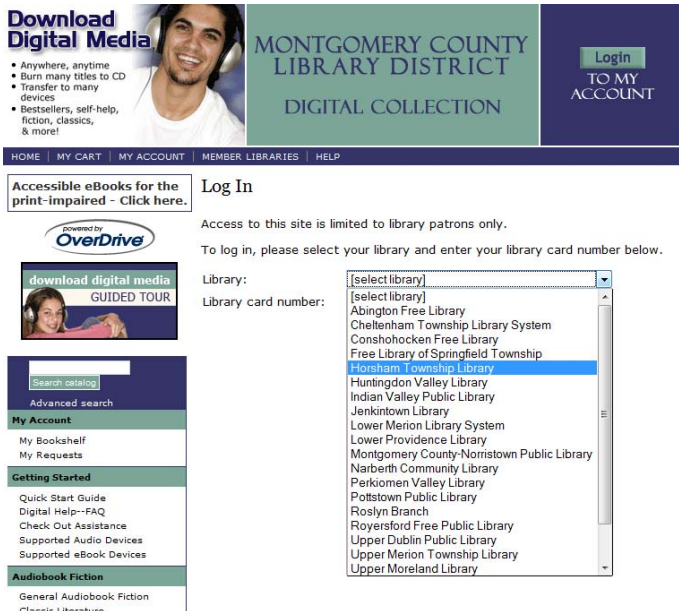 Download
Digital Media
• Anywhere, anytime
• Burn many titles to CD
• Transfer to many
devices
• Bestsellers, self-help,
fiction, classics,
& more!
MONTGOMERY COUNTY
LIBRARY DISTRICT
DIGITAL COLLECTION
Login
TO MY
ACCOUNT
HOME | MY CART | MY ACCOUNT | MEMBER LIBRARIES | HELP
Accessible eBooks for the
print-impaired - Click here.
powered by
OverDrive
download digital media
GUIDED TOUR
Search catalog
Advanced search
My Account
My Bookshelf
My Requests
Getting Started
Quick Start Guide
Digital Help--FAQ
Check Out Assistance
Supported Audio Devices
Supported eBook Devices
Audiobook Fiction
General Audiobook Fiction
Classic Literature
Log In
Access to this site is limited to library patrons only.
To log in, please select your library and enter your library card number below.
Library:
[select library]
Library card number:
[select library]
Abington Free Library
Cheltenham Township Library System
Conshohocken Free Library
Free Library of Springfield Township
Horsham Township Library
Huntingdon Valley Library
Indian Valley Public Library
Jenkintown Library
Lower Merion Library System
Lower Providence Library
Montgomery County-Norristown Public Library
Narberth Community Library
Perkiomen Valley Library
Pottstown Public Library
Roslyn Branch
Royersford Free Public Library
Upper Dublin Public Library
Upper Merion Township Library
Upper Moreland Library